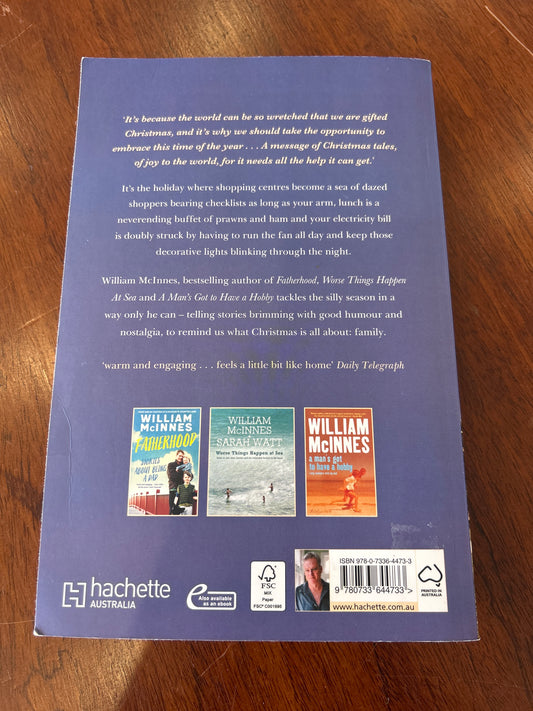 'It's because the world can be so wretched that we are gifted
Christmas, and it's why we should take the opportunity to
embrace this time of the year . . . A message of Christmas tales,
of joy to the world, for it needs all the help it can get.'
It's the holiday where shopping centres become a sea of dazed
shoppers bearing checklists as long as your arm, lunch is a
neverending buffet of prawns and ham and your electricity bill
is doubly struck by having to run the fan all day and keep those
decorative lights blinking through the night.
William McInnes, bestselling author of Fatherhood, Worse Things Happen
At Sea and A Man's Got to Have a Hobby tackles the silly season in a
way only he can – telling stories brimming with good humour and
nostalgia, to remind us what Christmas is all about: family.
'warm and engaging . . . feels a little bit like home' Daily Telegraph
WILLIAM
McINNES
FATHERHOOD
STORIES
ABOUT BEING
A DAD
WILLIAM
McINNES
SARAH WATT
Worse Things Happen at Sea
WILLIAM
McINNES
a man's got
to have a hobby
hachette
AUSTRALIA
e
Also available
as an ebook
FSC
MIX
Paper
FSC® C001695
ISBN 978-0-7336-4473-3
9 780733 644733 >
www.hachette.com.au
PRINTED IN
AUSTRALIA